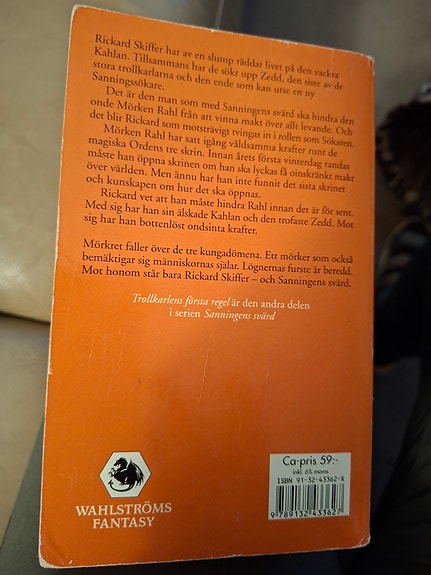 Rickard Skiffer har av en slump räddat livet på den vackra
Kahlan. Tillsammans har de sökt upp Zedd, den siste av de
stora trollkarlarna och den ende som kan utse en ny
Sanningssökare.
Det är den man som med Sanningens svärd ska hindra den
onde Mörken Rahl från att vinna makt över allt levande. Och
det blir Rickard som motsträvigt tvingas in i rollen som Sökaren.
Mörken Rahl har satt igång våldsamma krafter runt de
magiska Ordens tre skrin. Innan årets första vinterdag randas
måste han öppna skrinen om han ska lyckas få oinskränkt makt
över världen. Men ännu har han inte funnit det sista skrinet
och kunskapen om hur det ska öppnas.
Rickard vet att han måste hindra Rahl innan det är för sent.
Med sig har han sin älskade Kahlan och den trofaste Zedd. Mot
sig har han bottenlöst ondsinta krafter.
Mörkret faller över de tre kungadömena. Ett mörker som också
bemäktigar sig människornas själar. Lögnernas furste är beredd.
Mot honom står bara Rickard Skiffer – och Sanningens svärd.
Trollkarlens första regel är den andra delen
i serien Sanningens svärd
WAHLSTRÖMS
FANTASY
Ca-pris 59:-
inkl. 6% moms
ISBN 91-32-43362-X
9 789132 433627